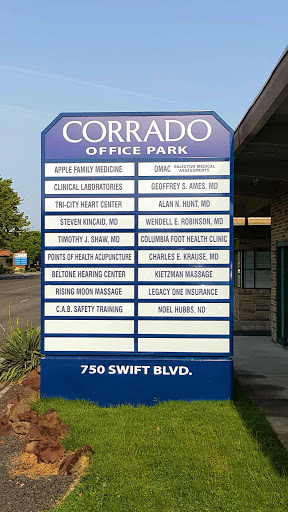 CORRADO
OFFICE PARK
APPLE FAMILY MEDICINE
OMAC OBJECTIVE MEDICAL ASSESSMENTS
CLINICAL LABORATORIES
GEOFFREY S. AMES, MD
TRI-CITY HEART CENTER
ALAN N. HUNT, MD
STEVEN KINCAID, MD
WENDELL E. ROBINSON, MD
TIMOTHY J. SHAW, MD
COLUMBIA FOOT HEALTH CLINIC
POINTS OF HEALTH ACUPUNCTURE
CHARLES E. KRAUSE, MD
BELTONE HEARING CENTER
KIETZMAN MASSAGE
RISING MOON MASSAGE
LEGACY ONE INSURANCE
C.A.B. SAFETY TRAINING
NOEL HUBBS, ND
750 SWIFT BLVD.